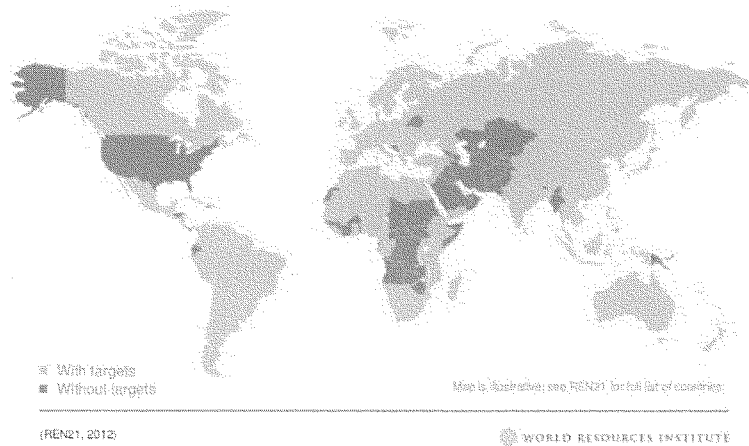 With targets
Without targets
Map is illustrative; see REN21 for full list of countries.
(REN21, 2012)
WORLD RESOURCES INSTITUTE